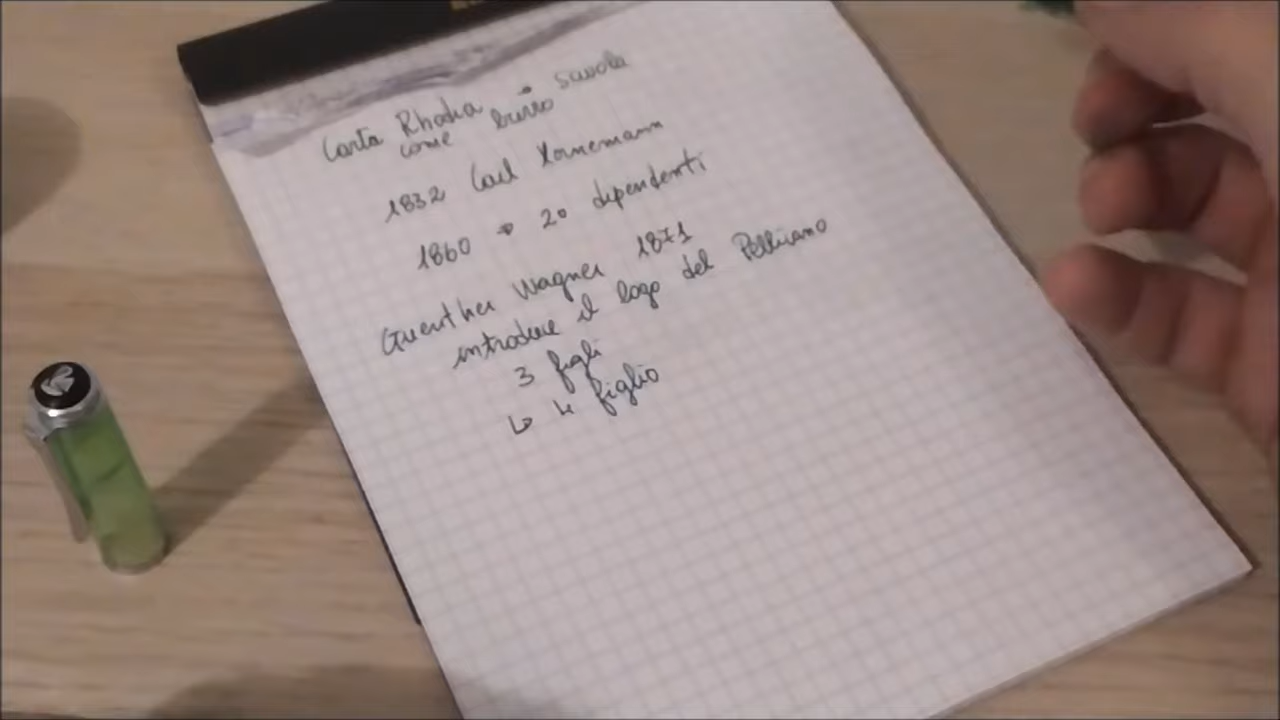 Carta Rhodia → scivola
come burro
1832 Carl Hornemann
1860 → 20 dipendenti
Guenther Wagner 1871
introduce il logo del Pellicano
3 figli
↳ 4 figlio